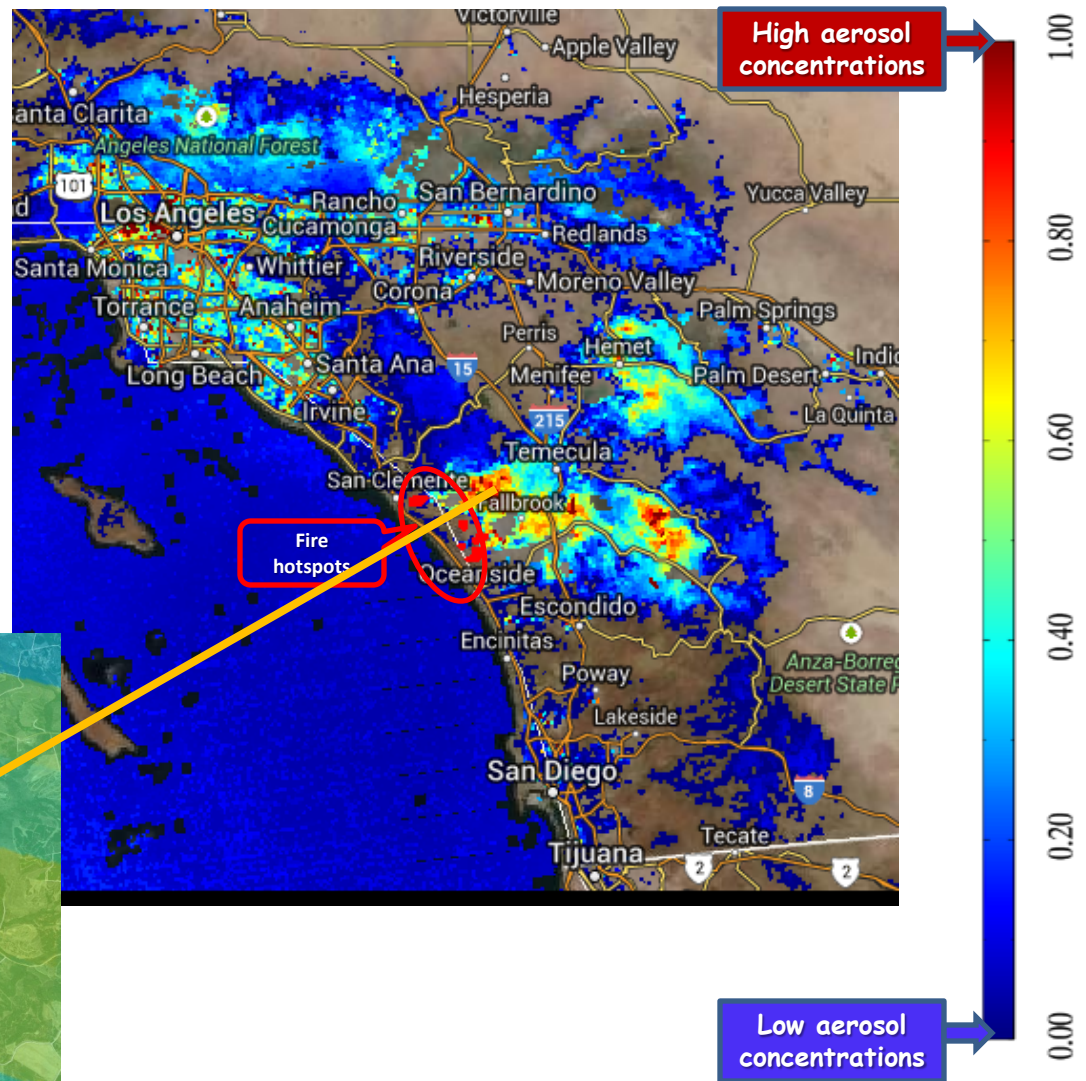 Victorville
Apple Valley
Hesperia
anta Clarita
Angeles National Forest
101
d
Los Angeles
Rancho
Cucamonga
San Bernardino
Yucca Valley
Redlands
Santa Monica
Whittier
Riverside
Corona
Moreno Valley
Torrance
Anaheim
Palm Springs
Perris
Hemet
Indic
Long Beach
Santa Ana
15
Menifee
Palm Desert
Irvine
215
La Quinta
Temecula
San Clemente
Fallbrook
Fire
hotspots
Oceanside
Escondido
Encinitas
Anza-Borreg
Desert State P
Poway
Lakeside
San Diego
8
Tecate
Tijuana
2
2
High aerosol
concentrations
Low aerosol
concentrations
1.00
0.80
0.60
0.40
0.20
0.00